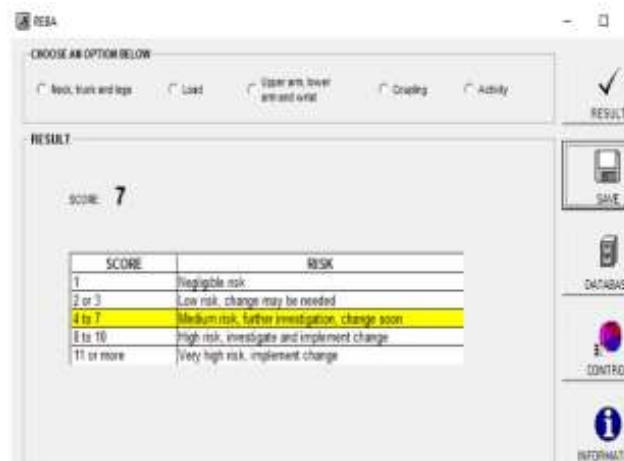 REBA
CHOOSE AN OPTION BELOW
Neck, trunk and legs
Load
Upper arm, lower
arm and wrist
Coupling
Activity
RESULT
SCORE: 7
SCORE RISK
1 Negligible risk
2 or 3 Low risk, change may be needed
4 to 7 Medium risk, further investigation, change soon
8 to 10 High risk, investigate and implement change
11 or more Very high risk, implement change
RESULT
SAVE
DATABAS
CONTRO
INFORMAT